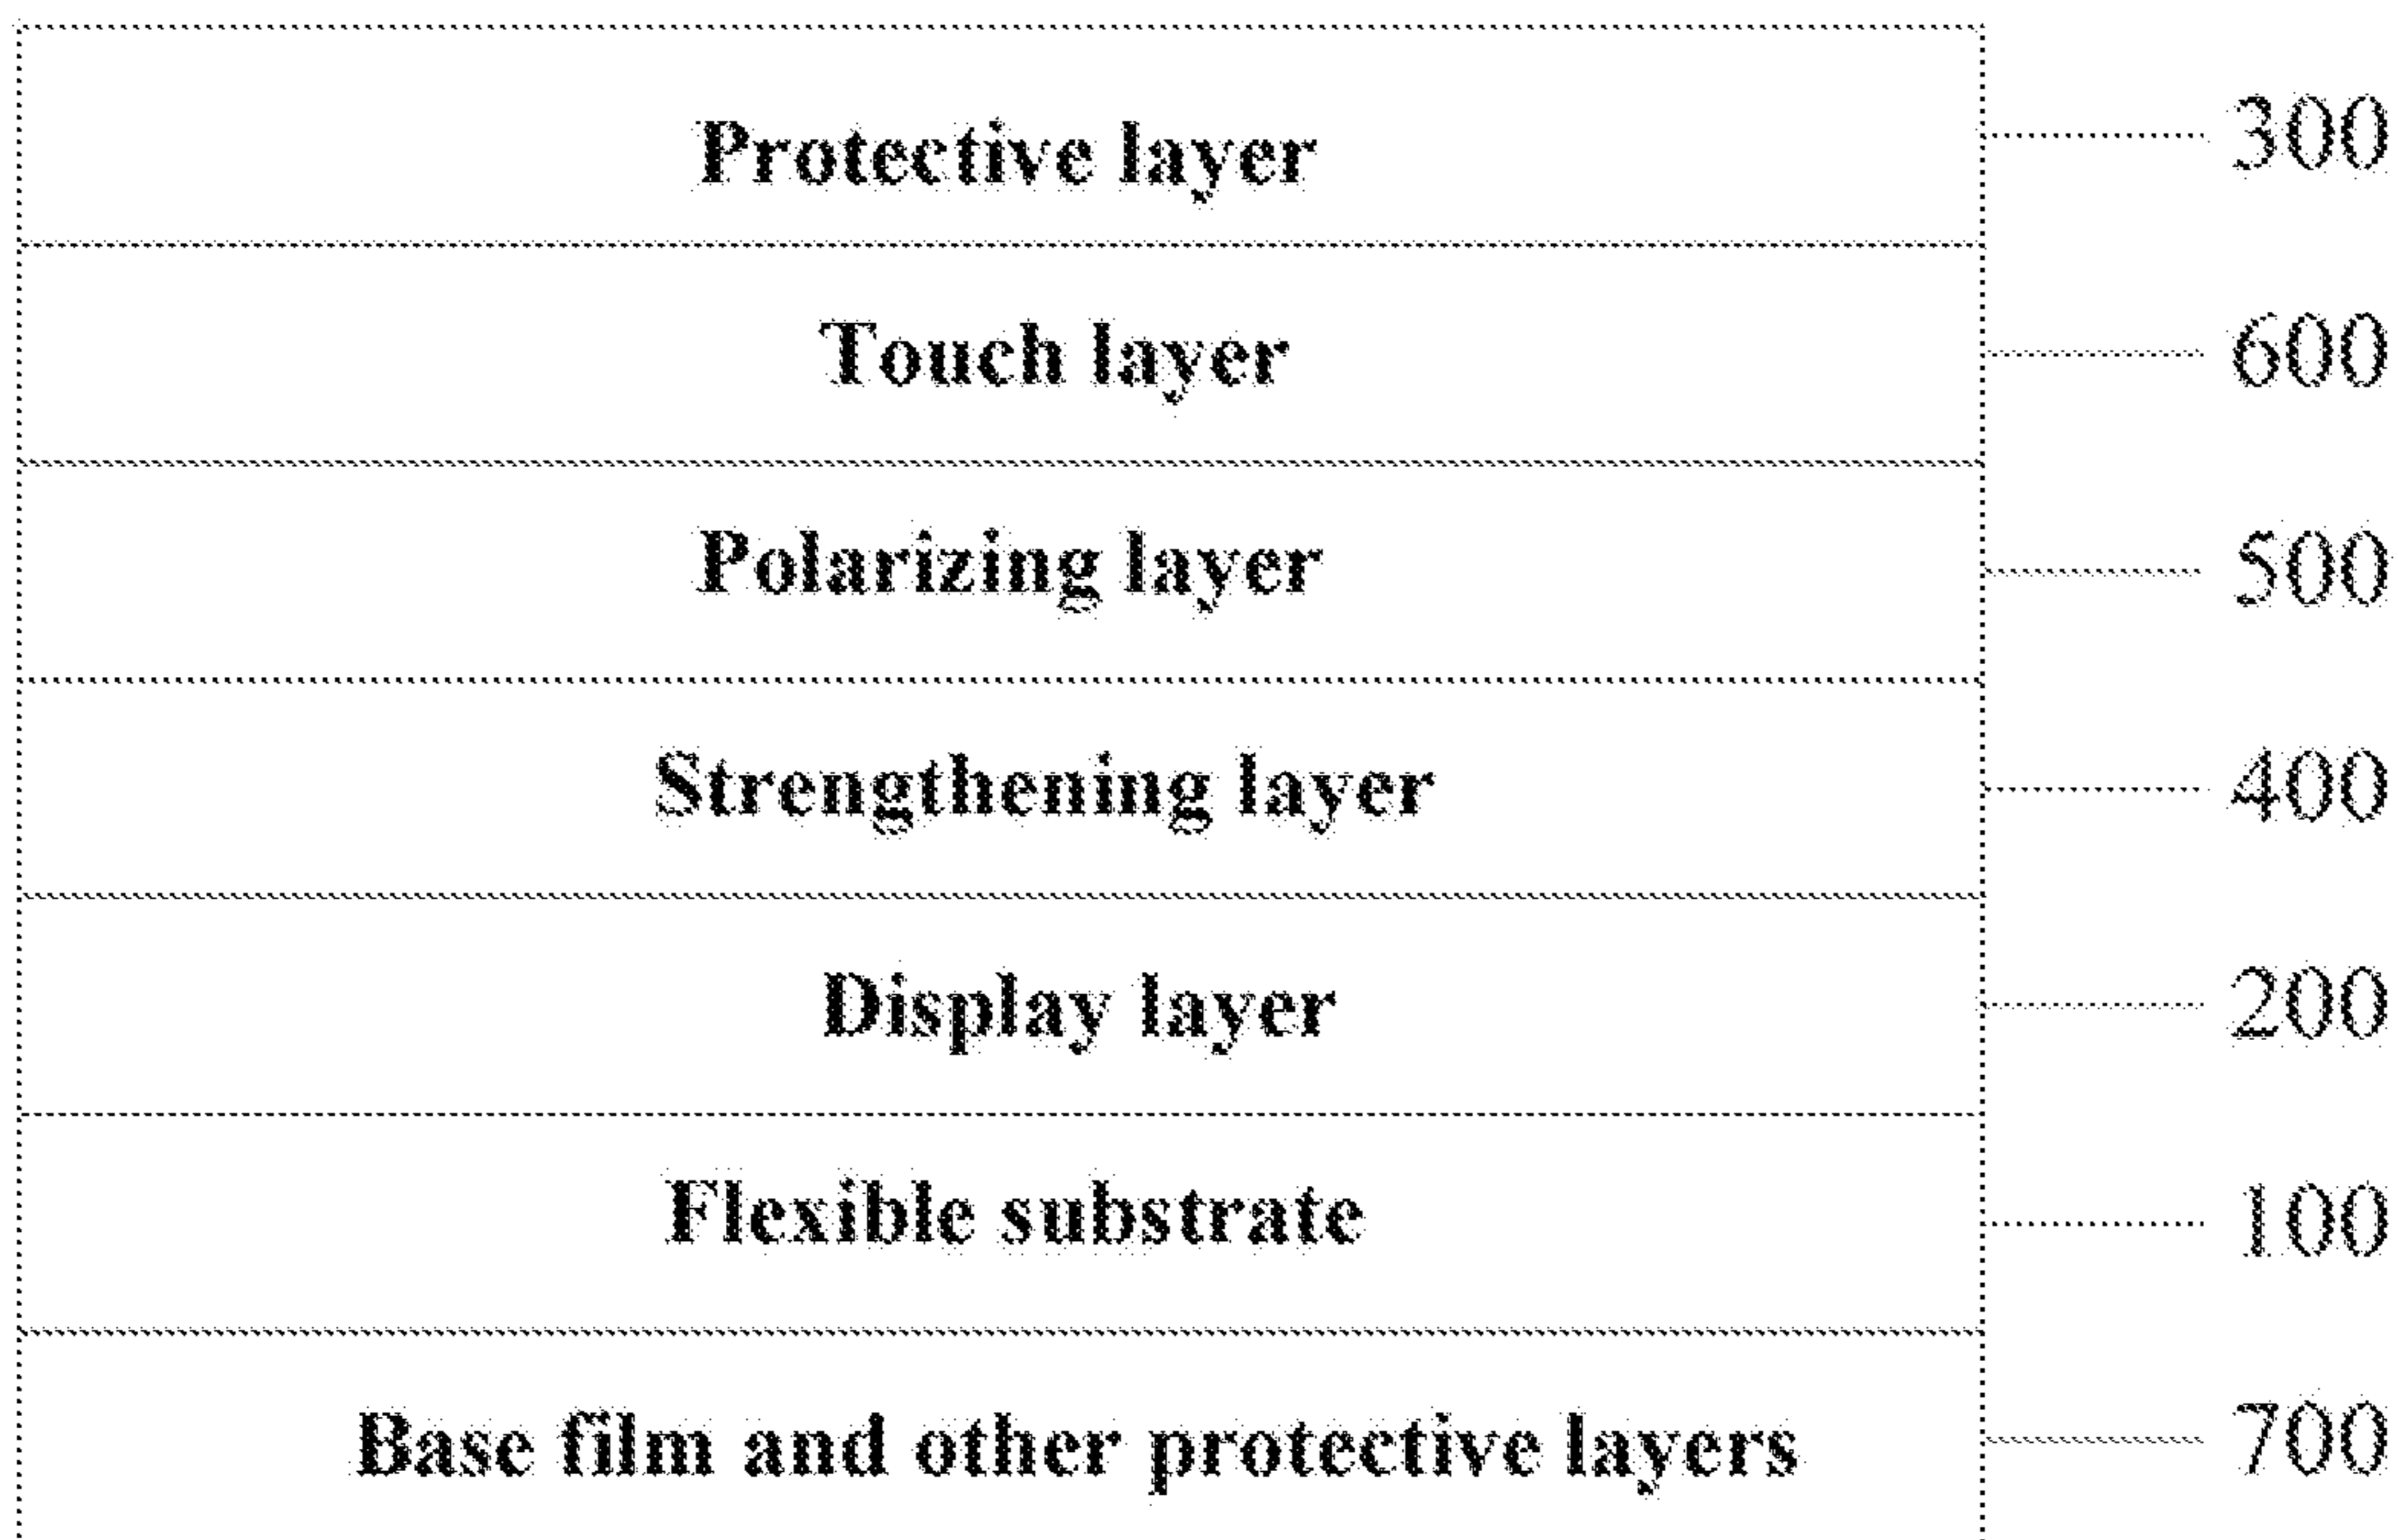 Protective layer 300
Touch layer 600
Polarizing layer 500
Strengthening layer 400
Display layer 200
Flexible substrate 100
Base film and other protective layers 700